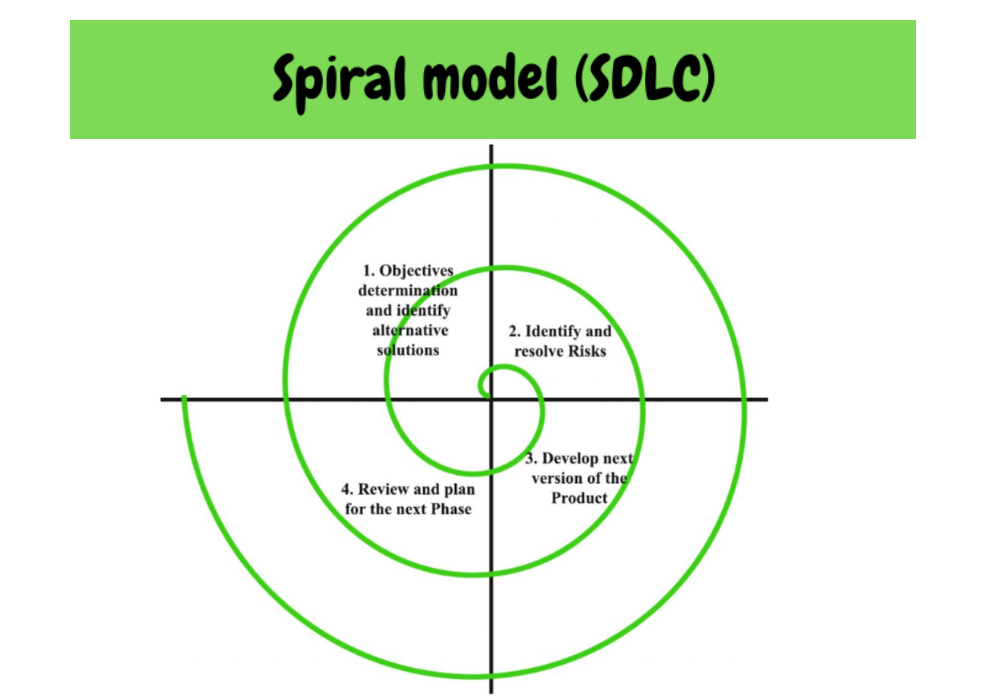 Spiral model (SDLC)
1. Objectives
determination
and identify
alternative
solutions
2. Identify and
resolve Risks
3. Develop next
version of the
Product
4. Review and plan
for the next Phase